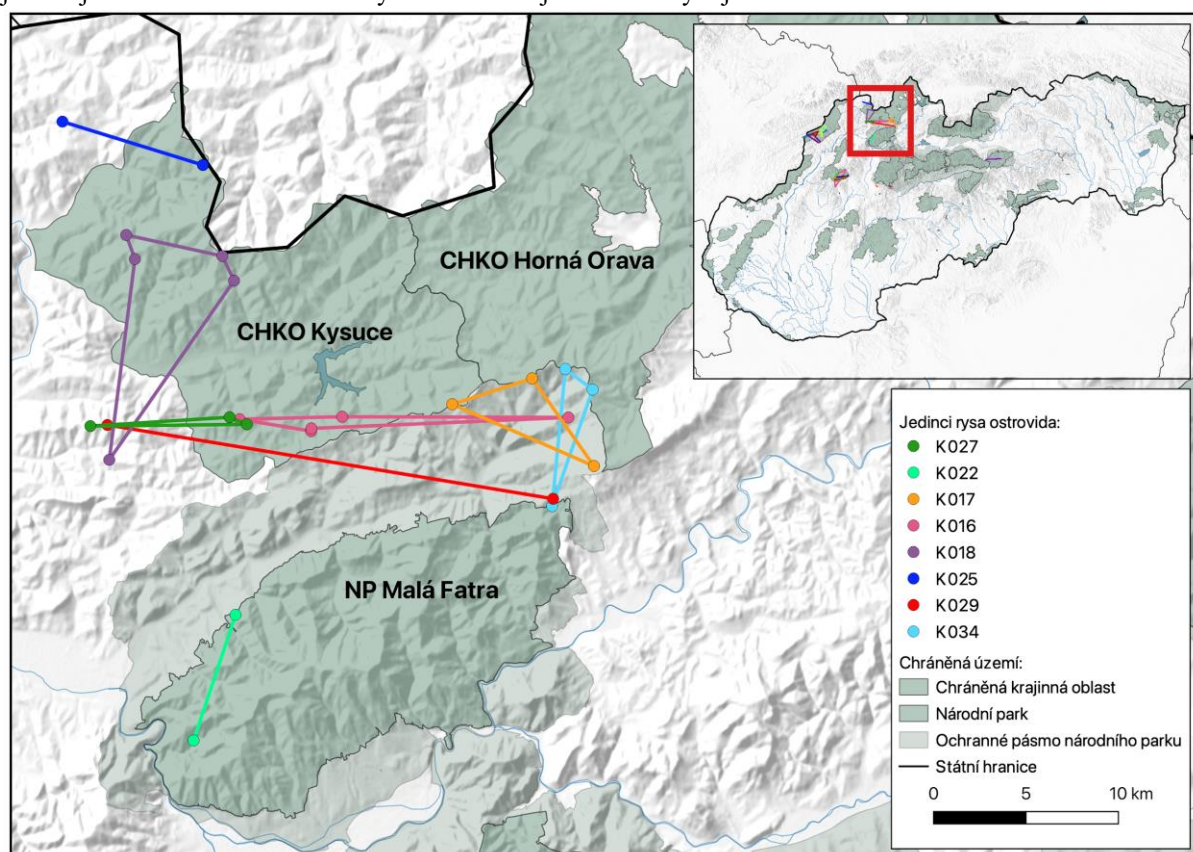 CHKO Horná Orava
CHKO Kysuce
NP Malá Fatra
Jedinci rysa ostrovida:
K027
K022
K017
K016
K018
K025
K029
K034
Chráněná území:
Chráněná krajinná oblast
Národní park
Ochranné pásmo národního parku
Státní hranice
0 5 10 km